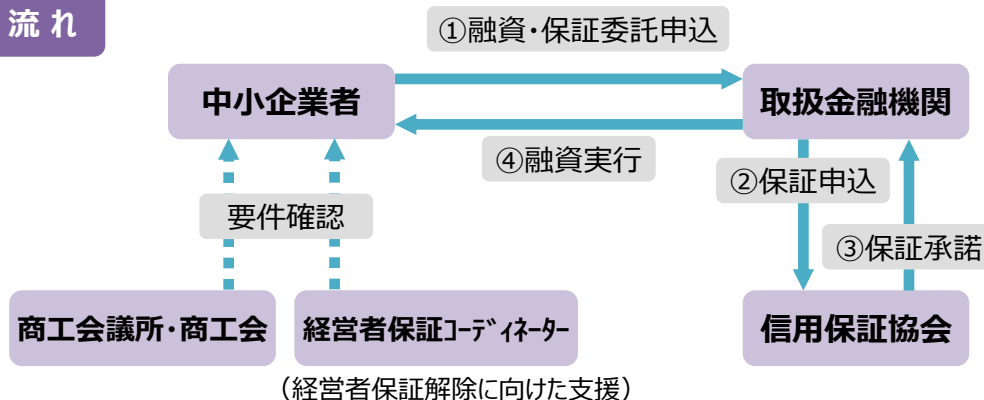 流れ
①融資・保証委託申込
中小企業者
取扱金融機関
④融資実行
②保証申込
要件確認
③保証承諾
商工会議所・商工会
経営者保証ｺｰﾃﾞｨﾈｰﾀｰ
信用保証協会
（経営者保証解除に向けた支援）